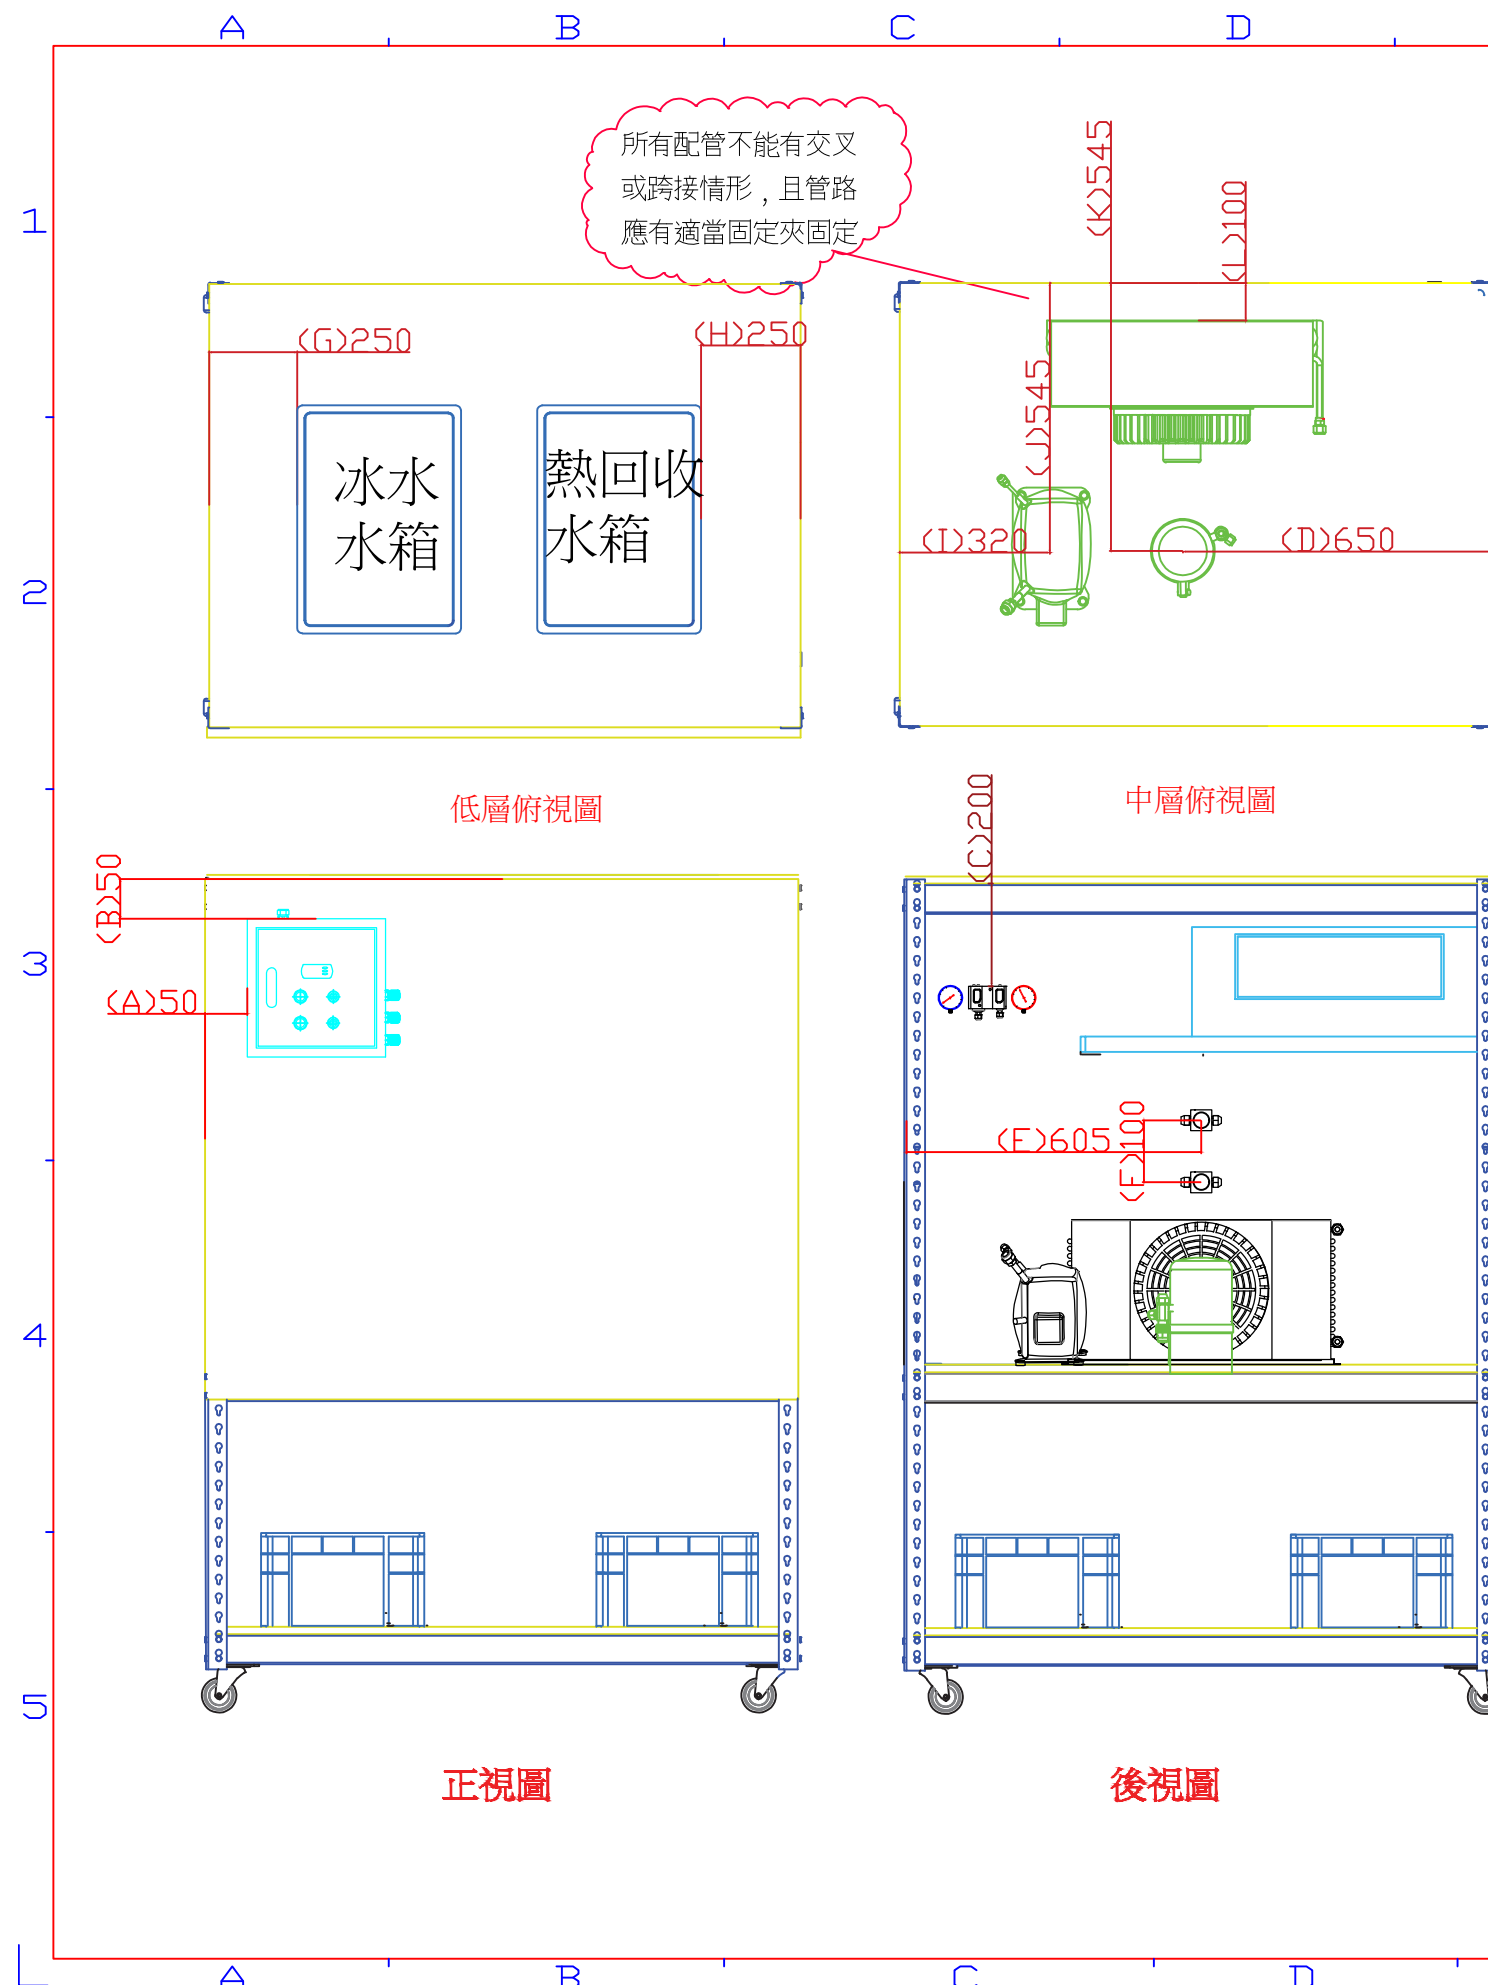 A B C D
1
所有配管不能有交叉
或跨接情形，且管路
應有適當固定夾固定
(K)545
(L)100
(G)250
(H)250
(J)545
冰水
水箱
熱回收
水箱
(I)320
(D)650
2
低層俯視圖
中層俯視圖
(B)50
(C)200
3
(A)50
(E)605
(F)100
4
5
正視圖
後視圖
A B C D